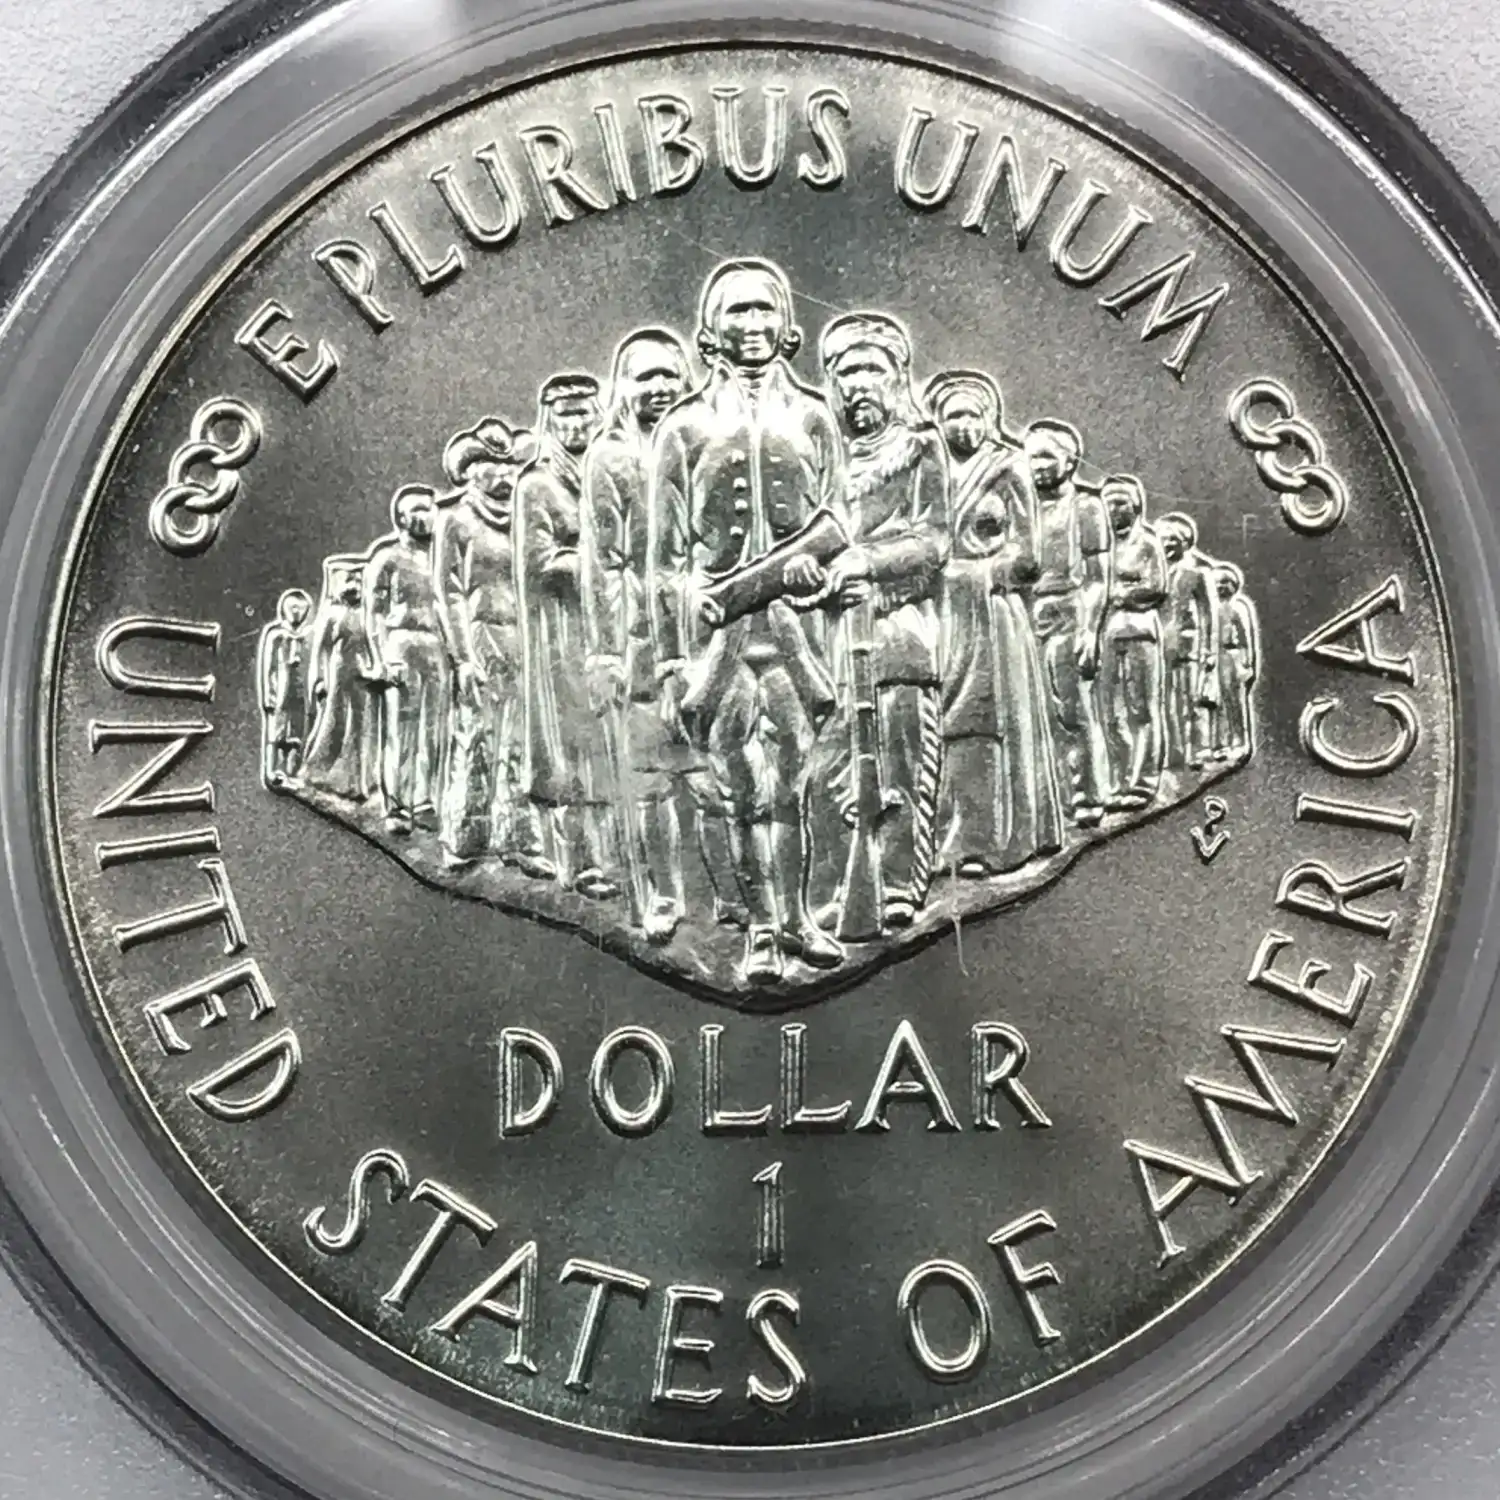 E PLURIBUS UNUM
DOLLAR
1
UNITED STATES OF AMERICA